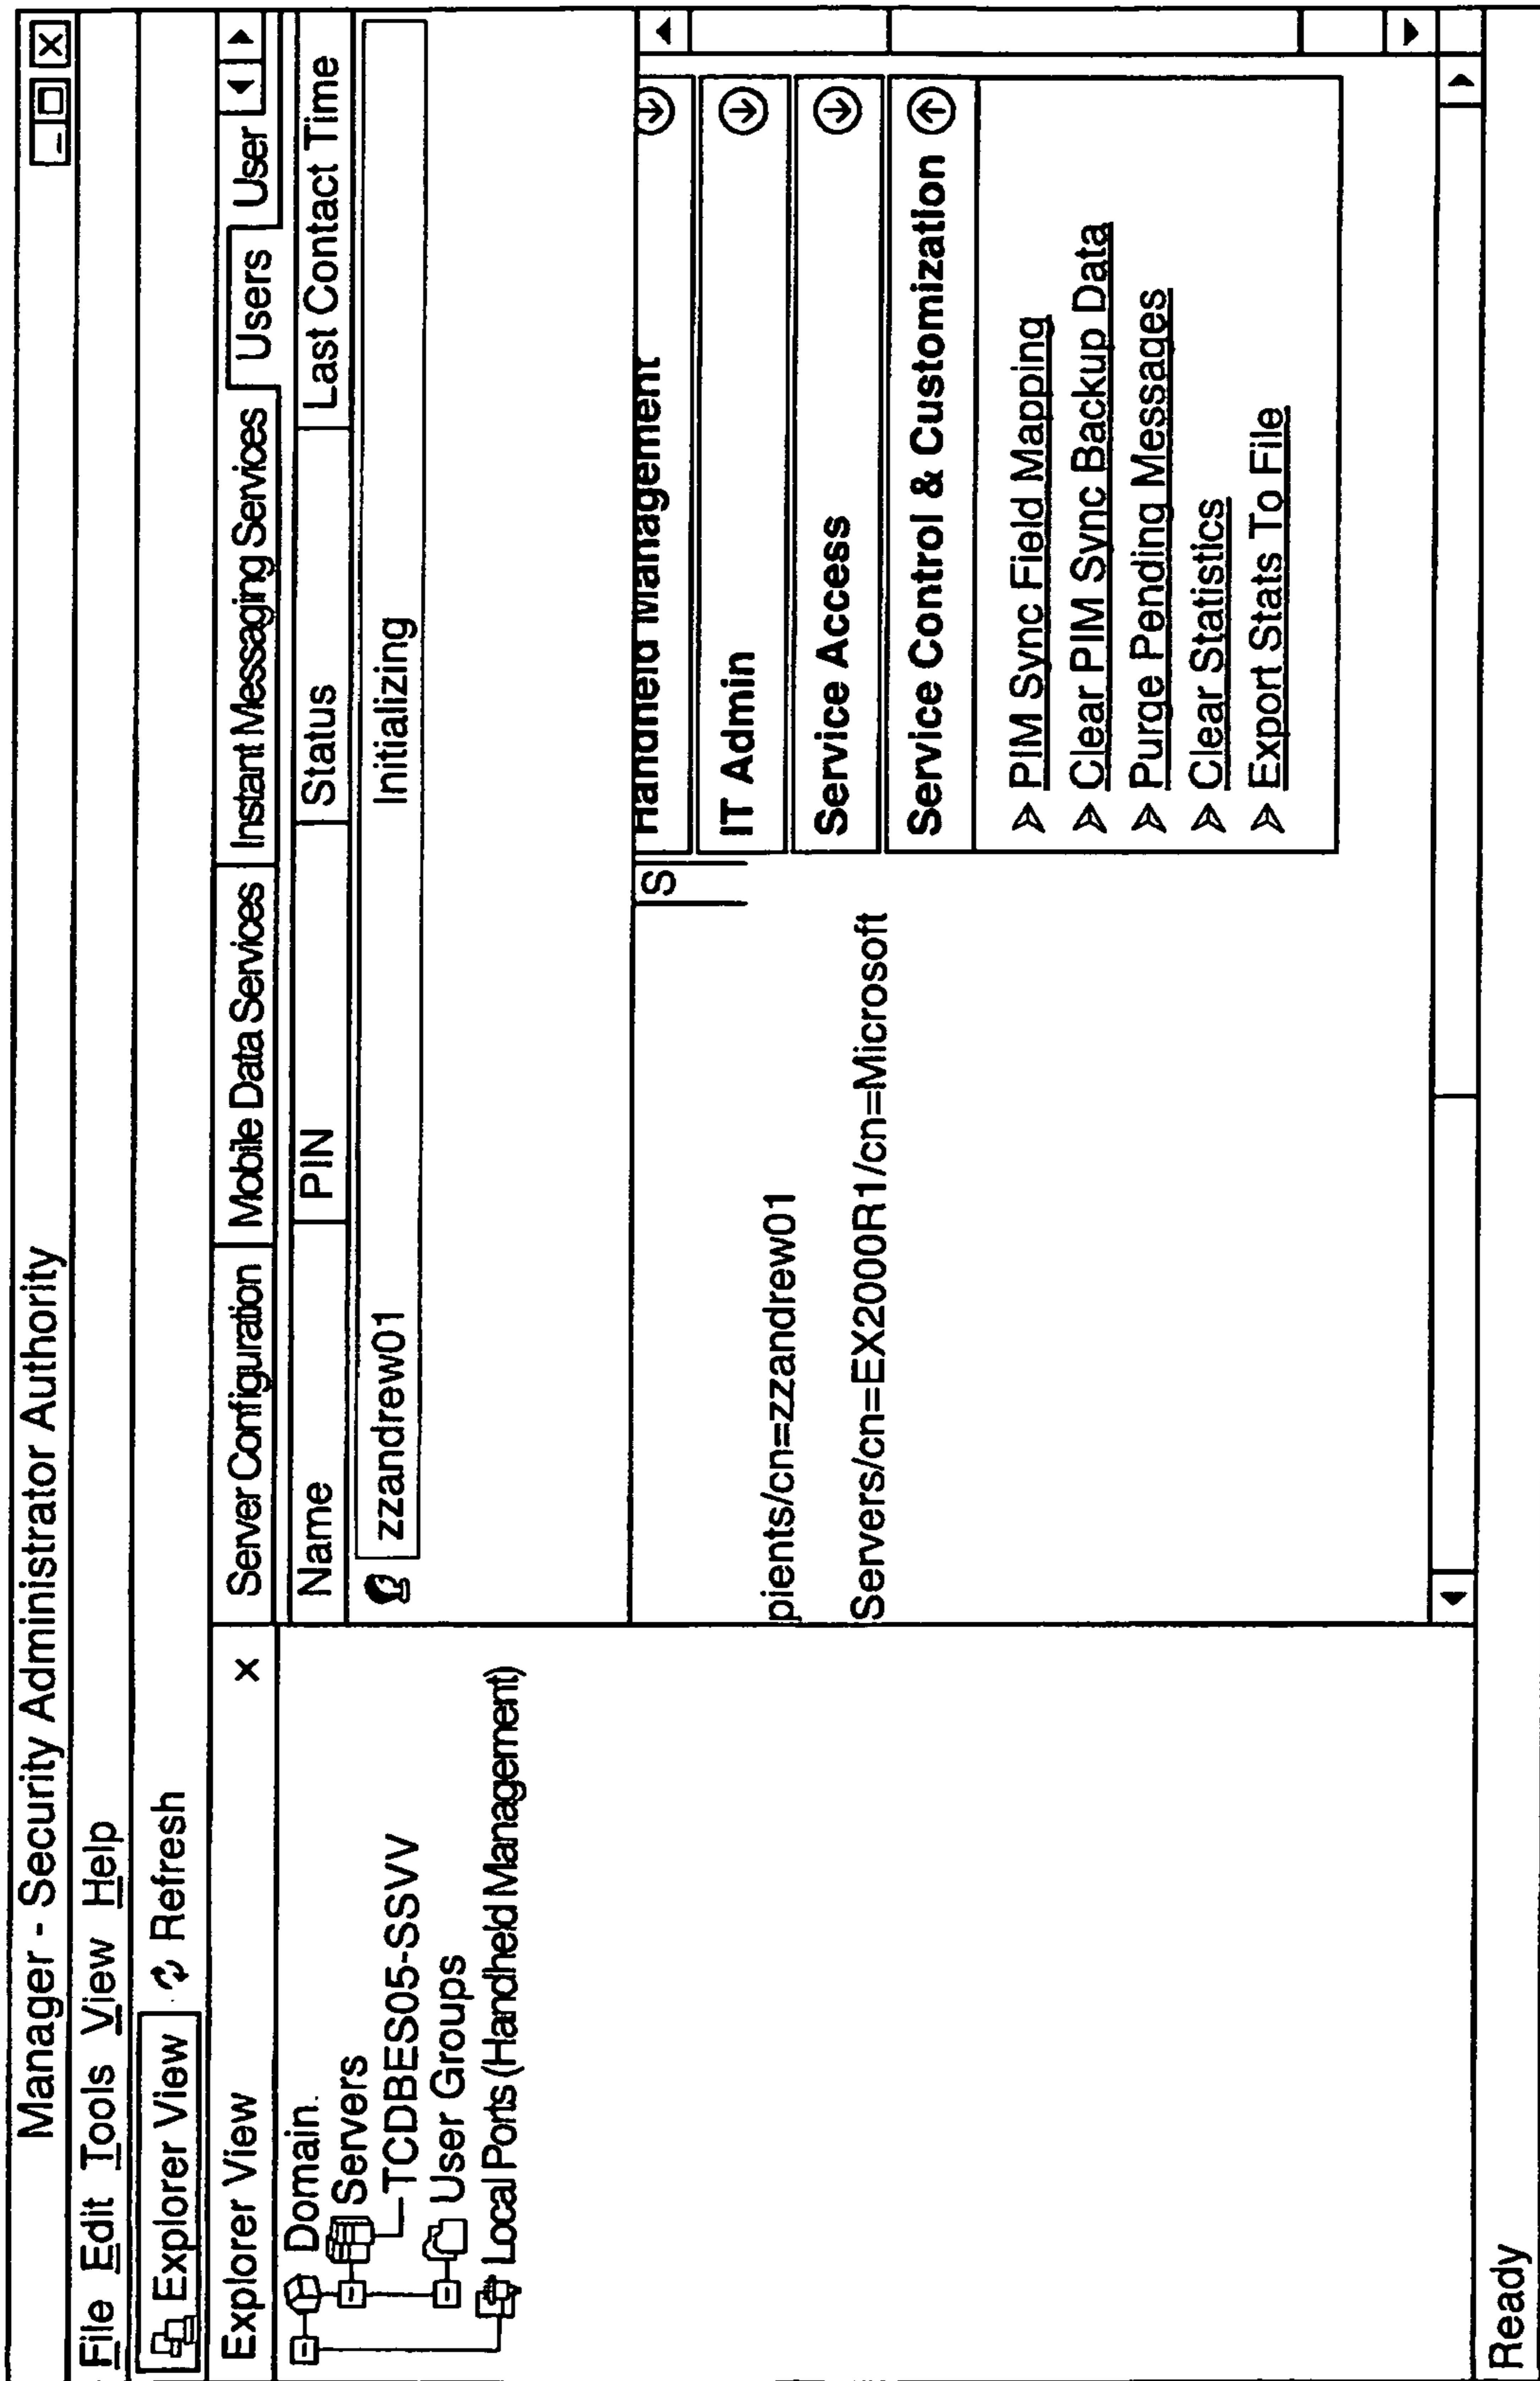 Manager - Security Administrator Authority
File Edit Tools View Help
Explorer View Refresh
Explorer View x
Domain
Servers
TCDBES05-SSVV
User Groups
Local Ports (Handheld Management)
Server Configuration Mobile Data Services Instant Messaging Services Users User
Name PIN Status Last Contact Time
zzandrew01 Initializing
S
pients/cn=zzandrew01
Servers/cn=EX2000R1/cn=Microsoft
Handheld Management
IT Admin
Service Access
Service Control & Customization
PIM Sync Field Mapping
Clear PIM Sync Backup Data
Purge Pending Messages
Clear Statistics
Export Stats To File
Ready